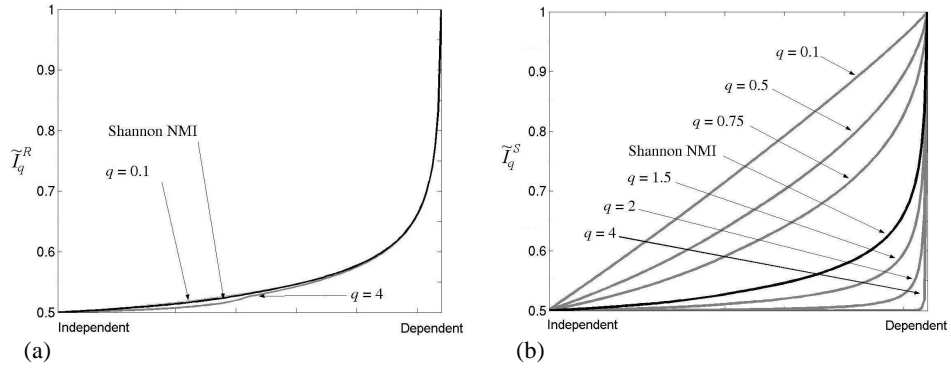 1
0.9
0.8
Shannon NMI
Ĩ_q^R
q = 0.1
0.7
0.6
q = 4
0.5
Independent
Dependent
(a)
1
q = 0.1
0.9
q = 0.5
0.8
q = 0.75
Ĩ_q^S
Shannon NMI
0.7
q = 1.5
q = 2
q = 4
0.6
0.5
Independent
Dependent
(b)